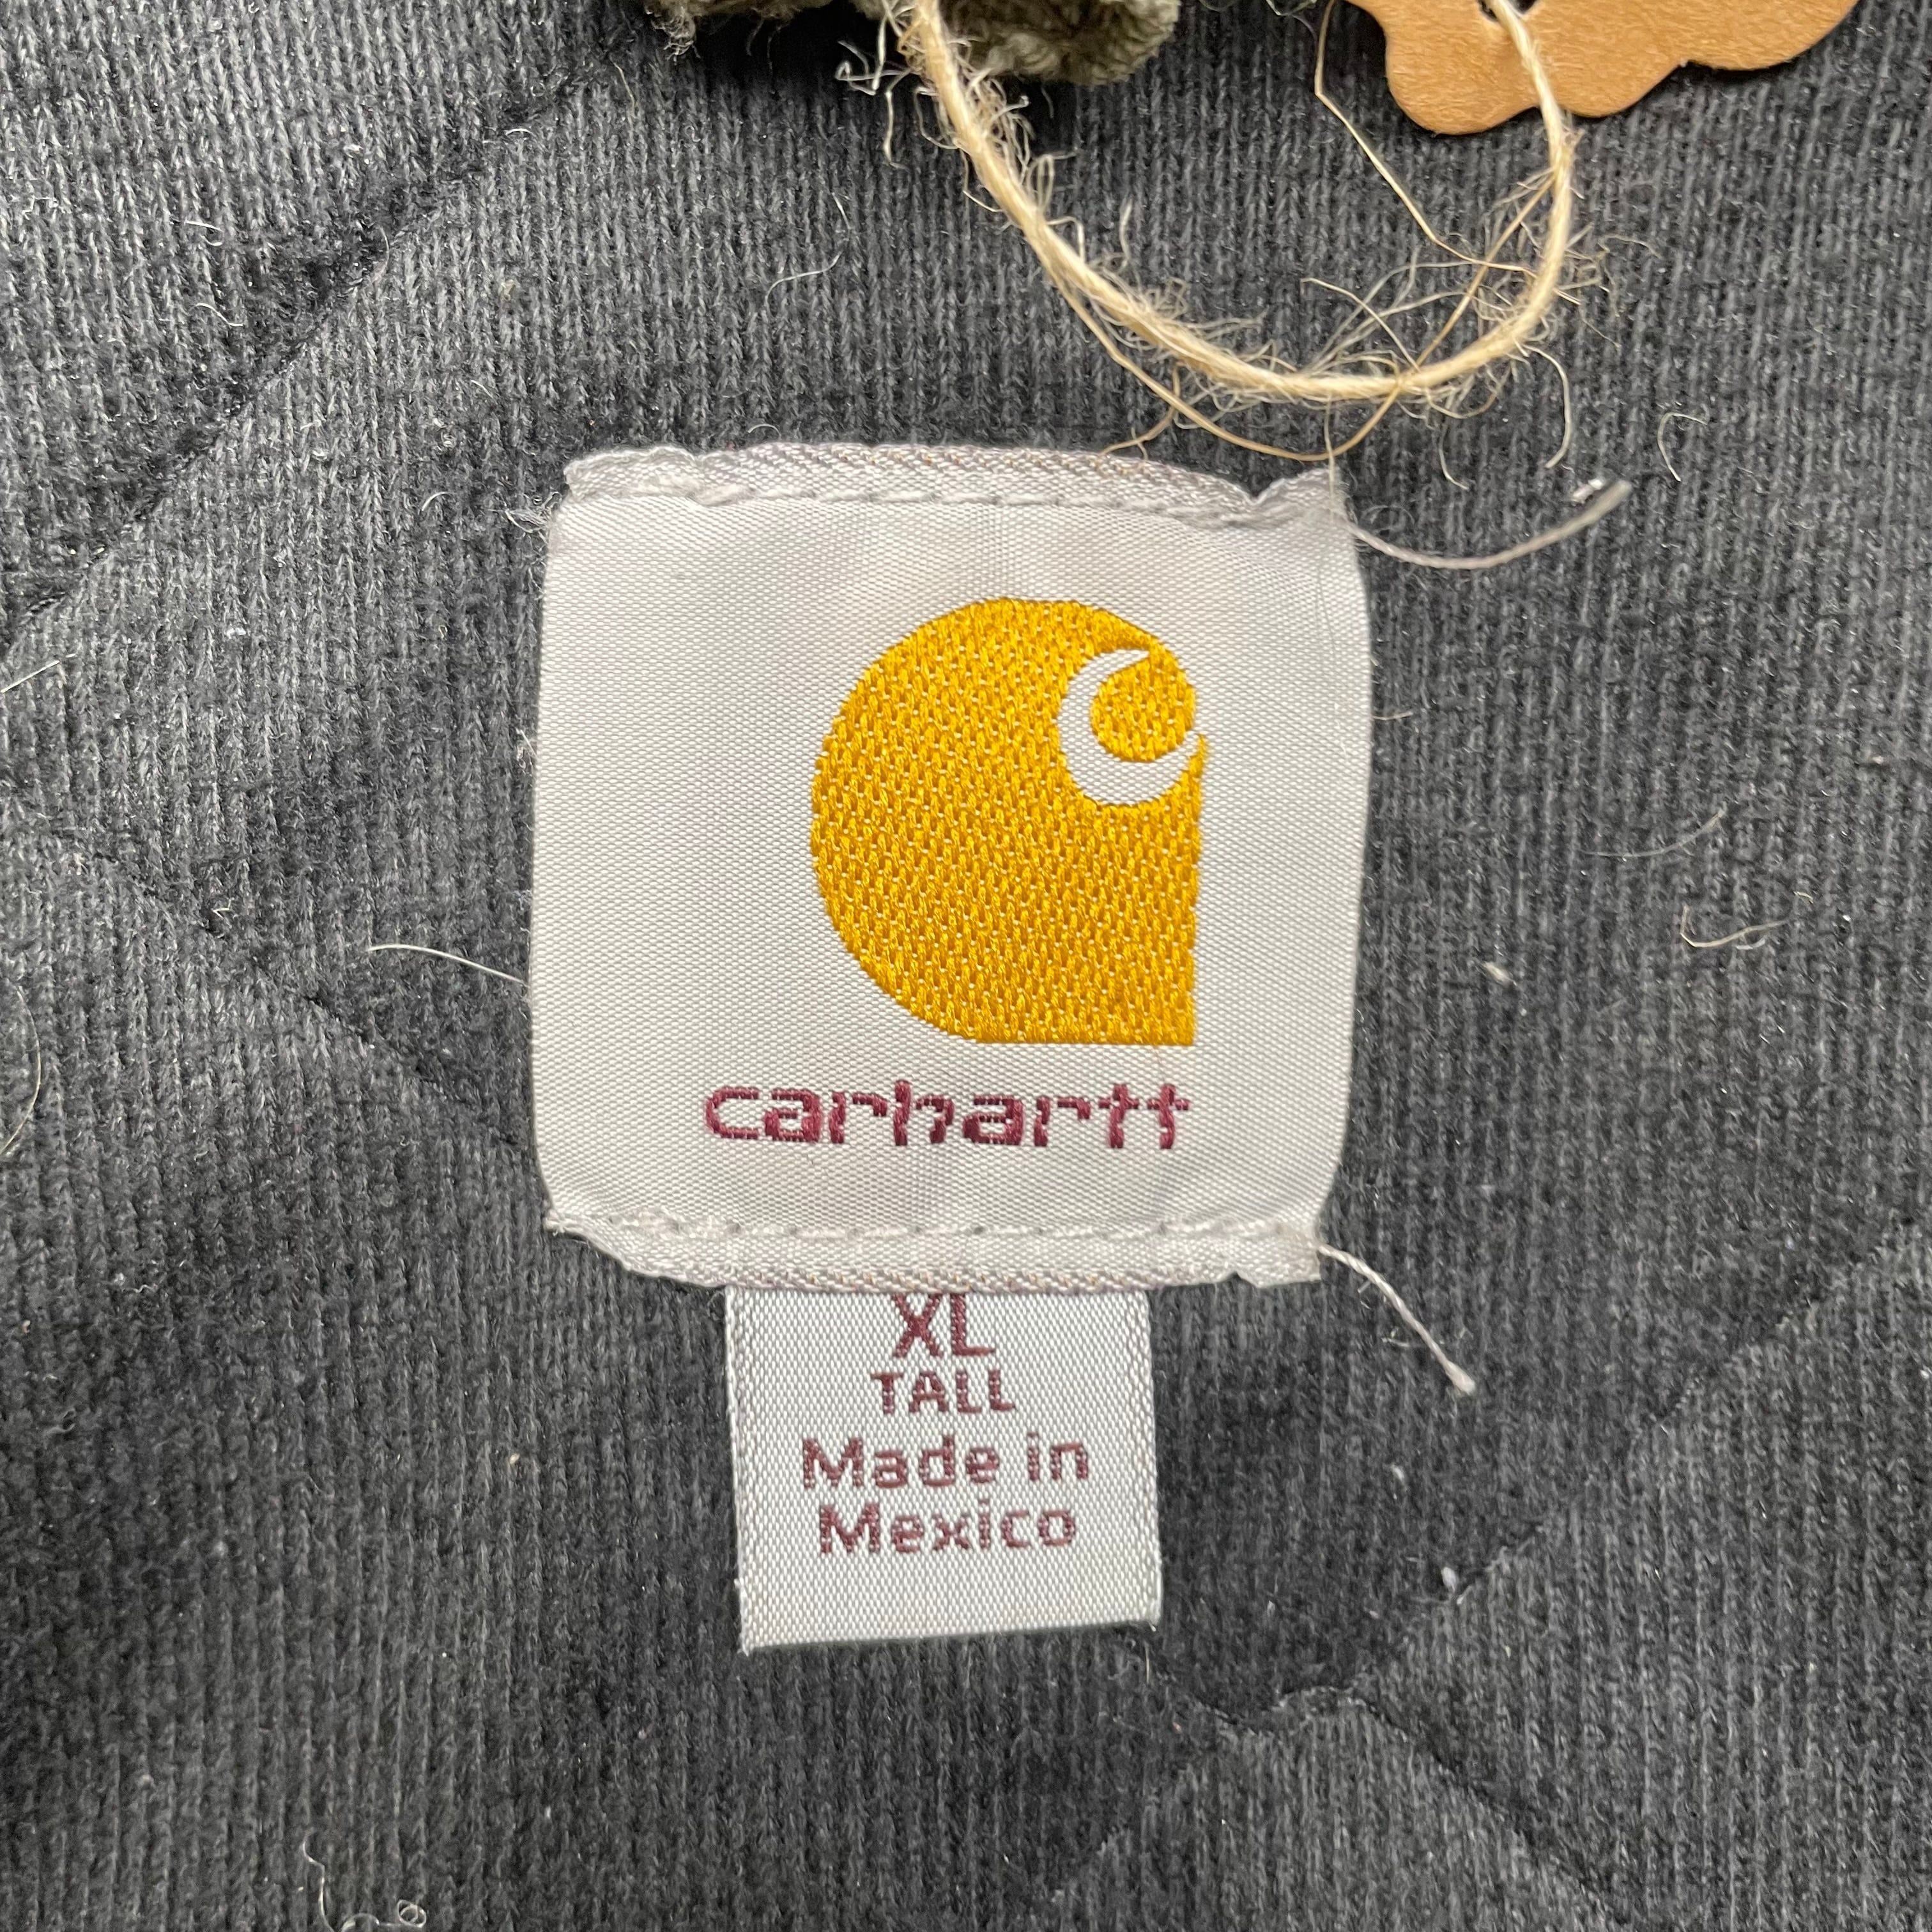 carhartt
XL
TALL
Made in
Mexico